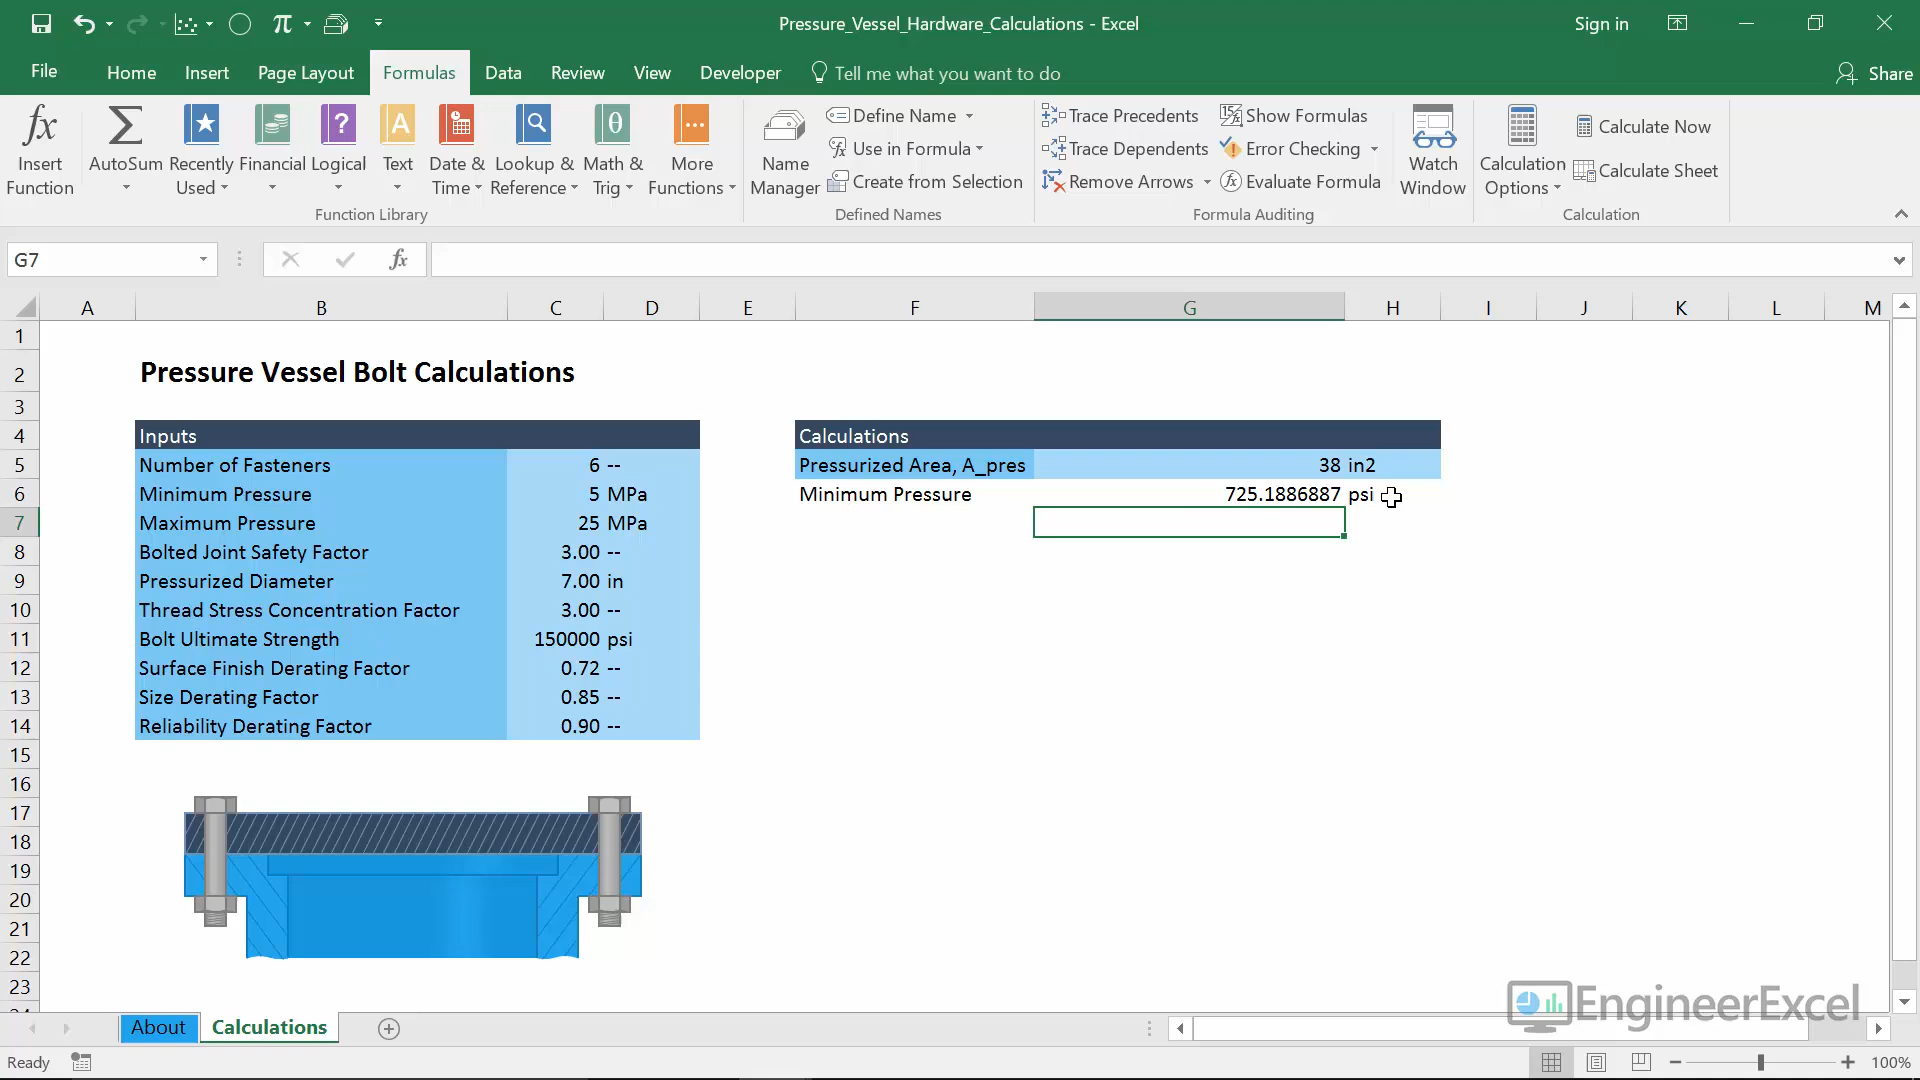 Pressure_Vessel_Hardware_Calculations - Excel
Sign in
File Home Insert Page Layout Formulas Data Review View Developer Tell me what you want to do Share
Insert Function
AutoSum
Recently Used
Financial
Logical
Text
Date & Time
Lookup & Reference
Math & Trig
More Functions
Function Library
Name Manager
Define Name
Use in Formula
Create from Selection
Defined Names
Trace Precedents
Trace Dependents
Remove Arrows
Show Formulas
Error Checking
Evaluate Formula
Formula Auditing
Watch Window
Calculation Options
Calculate Now
Calculate Sheet
Calculation
G7
fx
A B C D E F G H I J K L M
1
2 Pressure Vessel Bolt Calculations
3
4 Inputs Calculations
5 Number of Fasteners 6 -- Pressurized Area, A_pres 38 in2
6 Minimum Pressure 5 MPa Minimum Pressure 725.1886887 psi
7 Maximum Pressure 25 MPa
8 Bolted Joint Safety Factor 3.00 --
9 Pressurized Diameter 7.00 in
10 Thread Stress Concentration Factor 3.00 --
11 Bolt Ultimate Strength 150000 psi
12 Surface Finish Derating Factor 0.72 --
13 Size Derating Factor 0.85 --
14 Reliability Derating Factor 0.90 --
15
16
17
18
19
20
21
22
23
EngineerExcel
About Calculations
Ready 100%